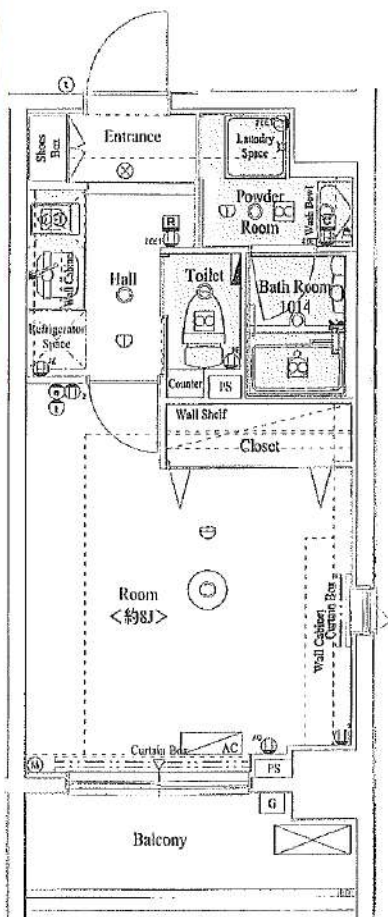 t
Entrance
Shoes
Box
Laundry
Space
Powder
Room
Wash Bowl
R
Hall
Wall Cabinet
Toilet
Bath Room
1014
Refrigerator
Space
Counter
PS
t
Wall Shelf
Closet
Room
<約8J>
Wall Cabinet
Curtain Box
Curtain Box
AC
M
PS
G
Balcony